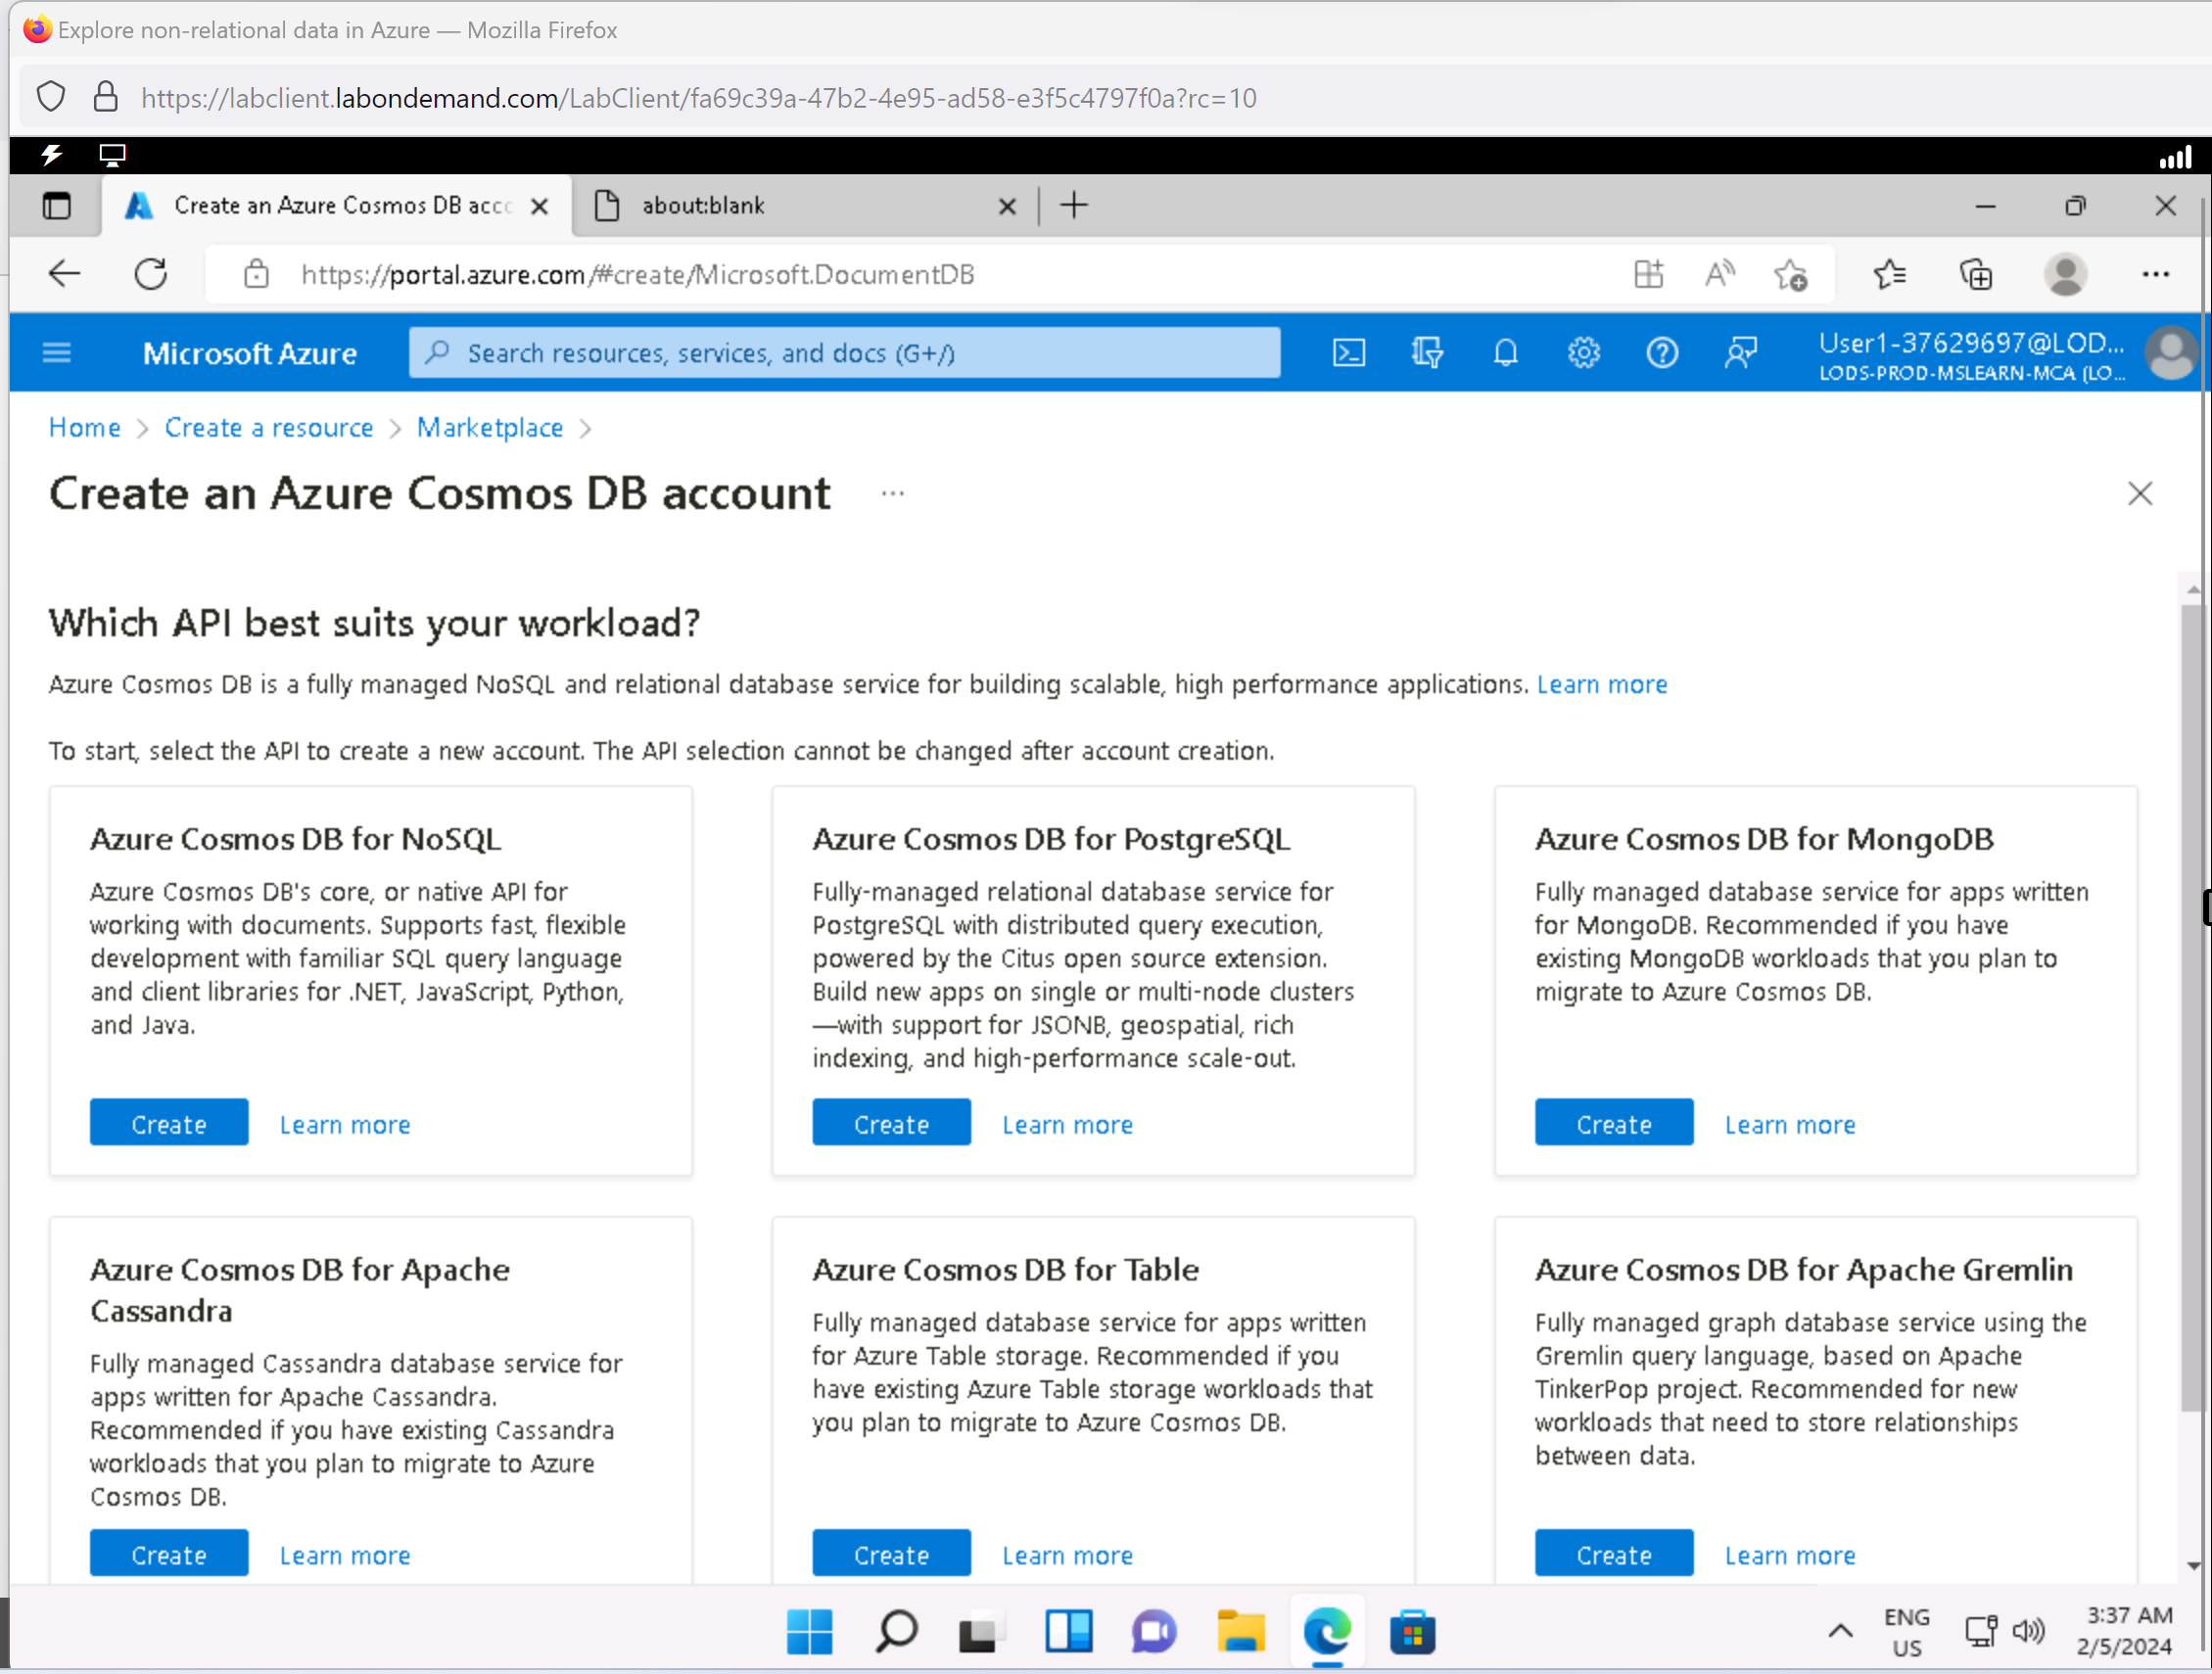 Explore non-relational data in Azure — Mozilla Firefox
https://labclient.labondemand.com/LabClient/fa69c39a-47b2-4e95-ad58-e3f5c4797f0a?rc=10
Create an Azure Cosmos DB acc
about:blank
https://portal.azure.com/#create/Microsoft.DocumentDB
Microsoft Azure
Search resources, services, and docs (G+/)
User1-37629697@LOD...
LODS-PROD-MSLEARN-MCA (LO...
Home > Create a resource > Marketplace >
Create an Azure Cosmos DB account ...
Which API best suits your workload?
Azure Cosmos DB is a fully managed NoSQL and relational database service for building scalable, high performance applications. Learn more
To start, select the API to create a new account. The API selection cannot be changed after account creation.
Azure Cosmos DB for NoSQL
Azure Cosmos DB's core, or native API for
working with documents. Supports fast, flexible
development with familiar SQL query language
and client libraries for .NET, JavaScript, Python,
and Java.
Create Learn more
Azure Cosmos DB for PostgreSQL
Fully-managed relational database service for
PostgreSQL with distributed query execution,
powered by the Citus open source extension.
Build new apps on single or multi-node clusters
—with support for JSONB, geospatial, rich
indexing, and high-performance scale-out.
Create Learn more
Azure Cosmos DB for MongoDB
Fully managed database service for apps written
for MongoDB. Recommended if you have
existing MongoDB workloads that you plan to
migrate to Azure Cosmos DB.
Create Learn more
Azure Cosmos DB for Apache
Cassandra
Fully managed Cassandra database service for
apps written for Apache Cassandra.
Recommended if you have existing Cassandra
workloads that you plan to migrate to Azure
Cosmos DB.
Create Learn more
Azure Cosmos DB for Table
Fully managed database service for apps written
for Azure Table storage. Recommended if you
have existing Azure Table storage workloads that
you plan to migrate to Azure Cosmos DB.
Create Learn more
Azure Cosmos DB for Apache Gremlin
Fully managed graph database service using the
Gremlin query language, based on Apache
TinkerPop project. Recommended for new
workloads that need to store relationships
between data.
Create Learn more
ENG
US
3:37 AM
2/5/2024